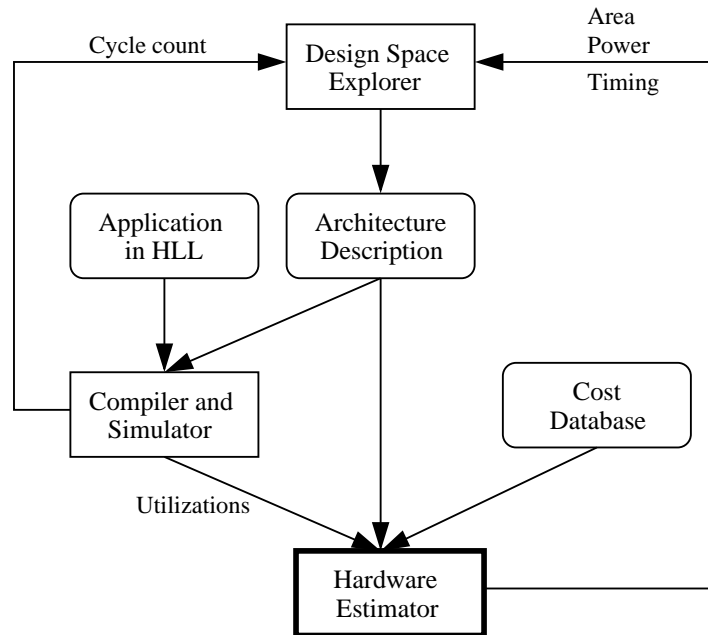 Cycle count
Design Space
Explorer
Area
Power
Timing
Application
in HLL
Architecture
Description
Compiler and
Simulator
Cost
Database
Utilizations
Hardware
Estimator